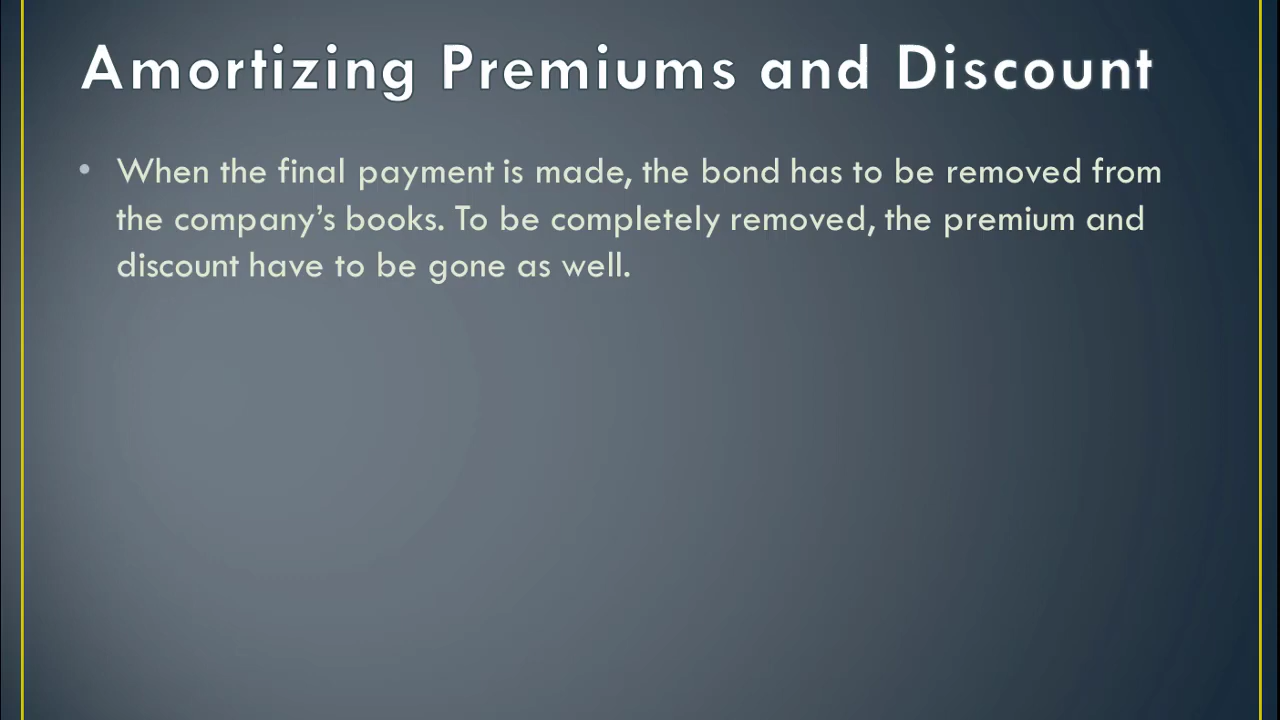 Amortizing Premiums and Discount
• When the final payment is made, the bond has to be removed from
the company’s books. To be completely removed, the premium and
discount have to be gone as well.